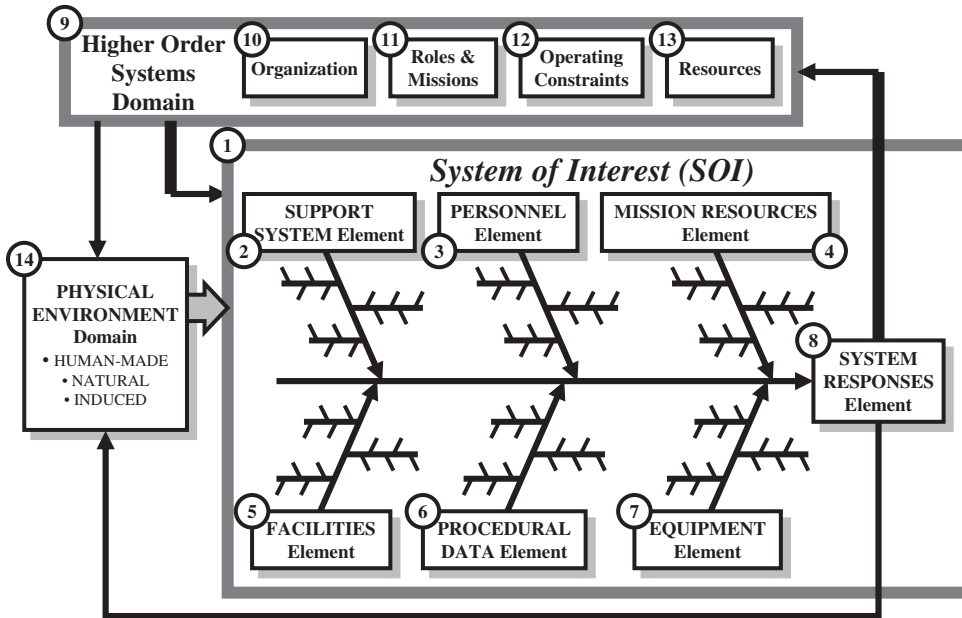 9
Higher Order
Systems
Domain
10
Organization
11
Roles &
Missions
12
Operating
Constraints
13
Resources
1
System of Interest (SOI)
SUPPORT
SYSTEM Element
2
PERSONNEL
Element
3
MISSION RESOURCES
Element
4
14
PHYSICAL
ENVIRONMENT
Domain
• HUMAN-MADE
• NATURAL
• INDUCED
8
SYSTEM
RESPONSES
Element
5
FACILITIES
Element
6
PROCEDURAL
DATA Element
7
EQUIPMENT
Element